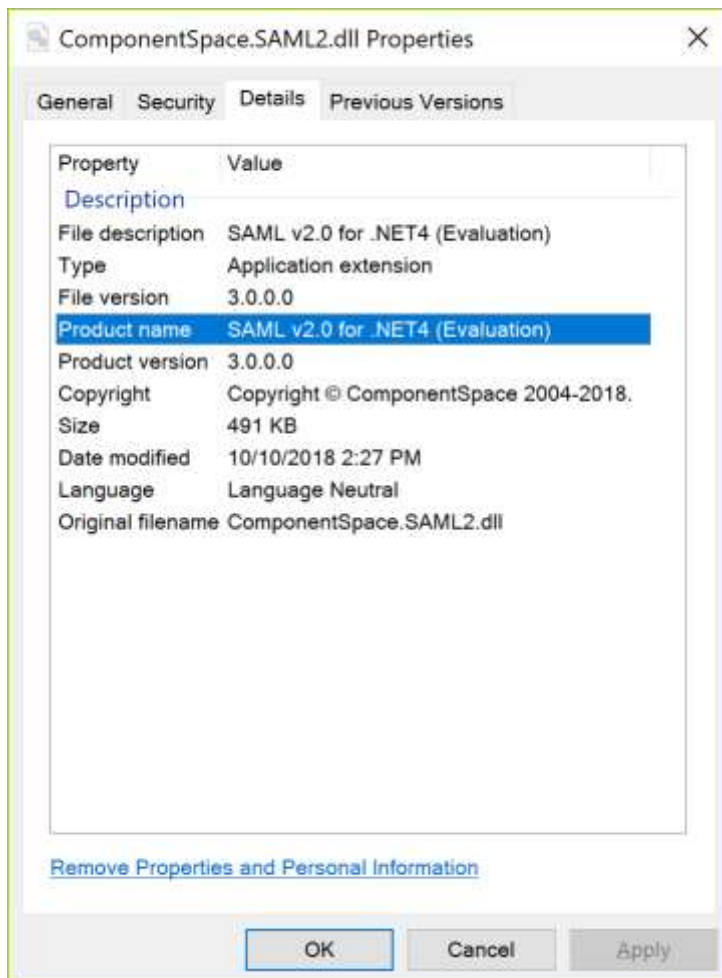 ComponentSpace.SAML2.dll Properties
General Security Details Previous Versions
Property Value
Description
File description SAML v2.0 for .NET4 (Evaluation)
Type Application extension
File version 3.0.0.0
Product name SAML v2.0 for .NET4 (Evaluation)
Product version 3.0.0.0
Copyright Copyright © ComponentSpace 2004-2018.
Size 491 KB
Date modified 10/10/2018 2:27 PM
Language Language Neutral
Original filename ComponentSpace.SAML2.dll
Remove Properties and Personal Information
OK Cancel Apply